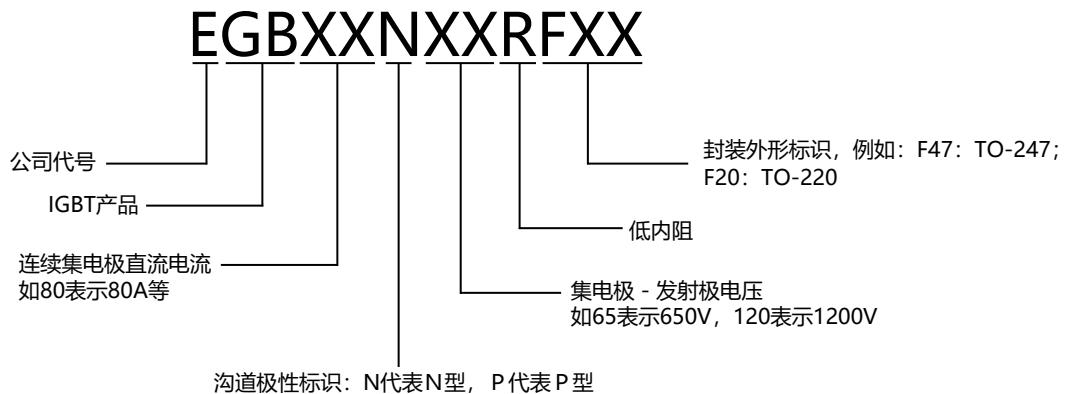 EGBXXNXXRFXX
公司代号
封装外形标识，例如：F47：TO-247；
F20：TO-220
IGBT产品
低内阻
连续集电极直流电流
如80表示80A等
集电极 - 发射极电压
如65表示650V，120表示1200V
沟道极性标识：N代表N型，P代表P型